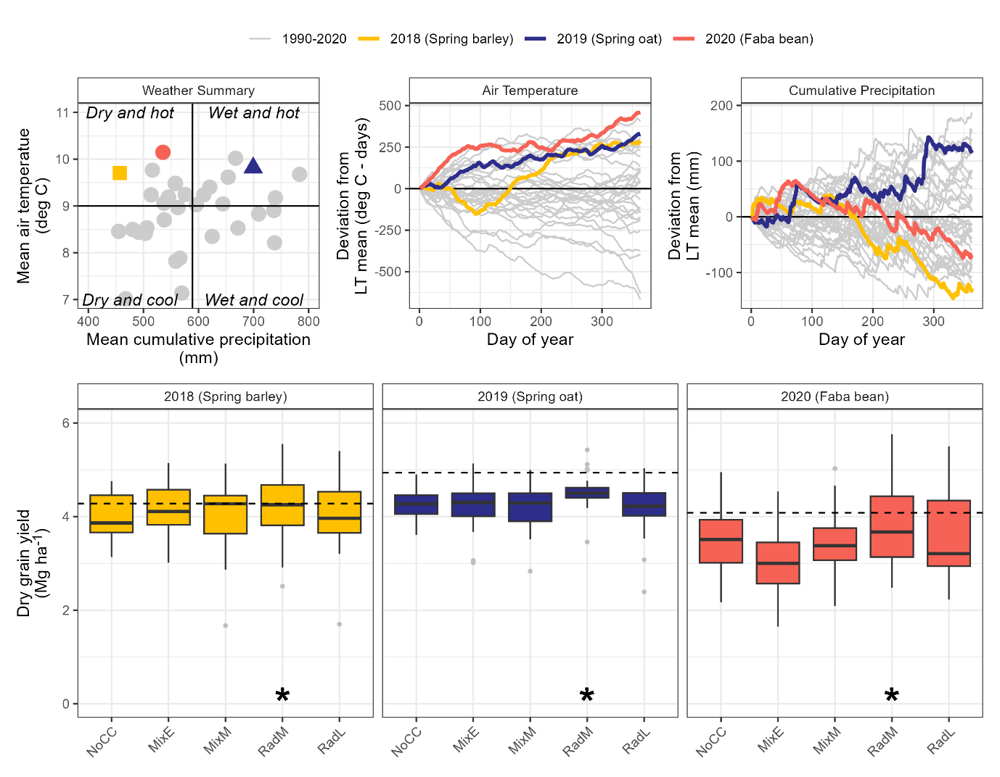 1990-2020 2018 (Spring barley) 2019 (Spring oat) 2020 (Faba bean)
Weather Summary
Dry and hot Wet and hot
Dry and cool Wet and cool
11
10
9
8
7
400 500 600 700 800
Mean air temperatue
(deg C)
Mean cumulative precipitation
(mm)
Air Temperature
500
250
0
-250
-500
0 100 200 300
Deviation from
LT mean (deg C - days)
Day of year
Cumulative Precipitation
200
100
0
-100
0 100 200 300
Deviation from
LT mean (mm)
Day of year
2018 (Spring barley) 2019 (Spring oat) 2020 (Faba bean)
6
4
2
0
Dry grain yield
(Mg ha⁻¹)
* * *
NoCC MixE MixM RadM RadL NoCC MixE MixM RadM RadL NoCC MixE MixM RadM RadL